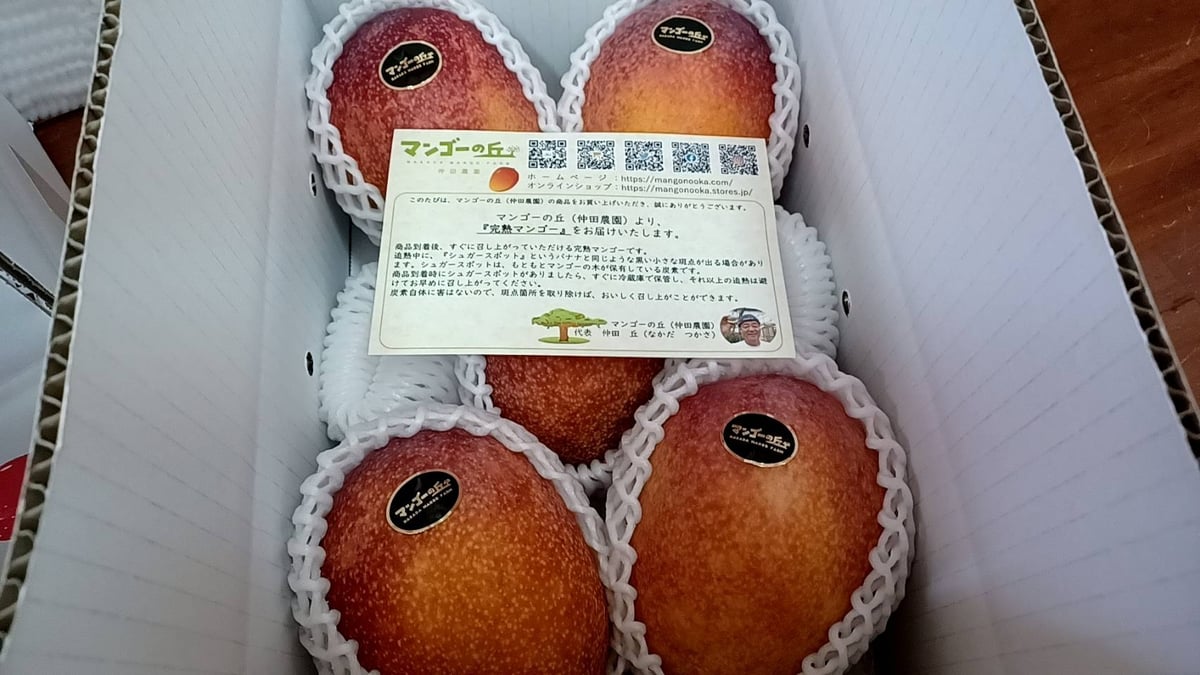 マンゴーの丘
NAKADA MANGO FARM
マンゴーの丘
NAKADA MANGO FARM
マンゴーの丘
NAKADA MANGO FARM
仲田農園
ホームページ:https://mangonooka.com/
オンラインショップ:https://mangonooka.stores.jp/
このたびは、マンゴーの丘(仲田農園)の商品をお買い上げいただき、誠にありがとうございます。
マンゴーの丘(仲田農園)より、
『完熟マンゴー』をお届けいたします。
商品到着後、すぐに召し上がっていただける完熟マンゴーです。
追熟中に、『シュガースポット』というバナナと同じような黒い小さな斑点が出る場合があり
ます。シュガースポットは、もともとマンゴーの木が保有している炭素です。
商品到着時にシュガースポットがありましたら、すぐに冷蔵庫で保管し、それ以上の追熟は避
けてお早めに召し上がってください。
炭素自体に害はないので、斑点箇所を取り除けば、おいしく召し上がことができます。
マンゴーの丘(仲田農園)
代表 仲田 丘(なかだ つかさ)
マンゴーの丘
NAKADA MANGO FARM
マンゴーの丘
NAKADA MANGO FARM